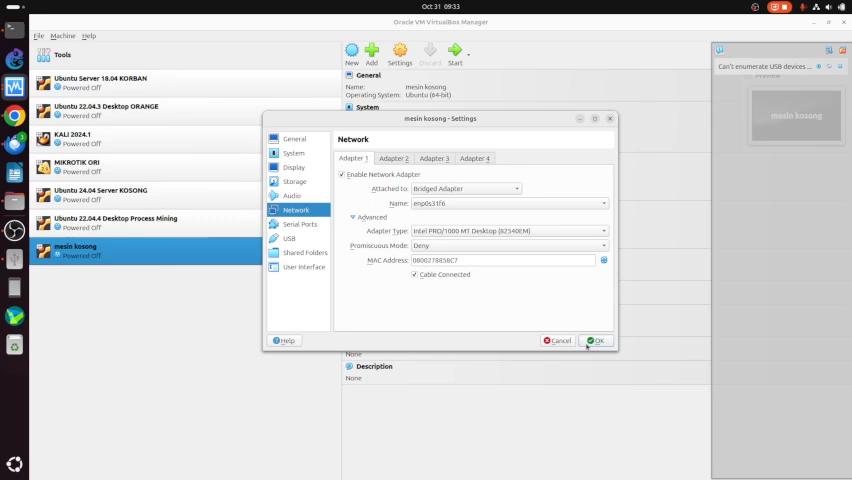 Oct 31 09:33
Oracle VM VirtualBox Manager
File Machine Help
Tools
New Add Settings Discard Start
Ubuntu Server 18.04 KORBAN
Powered Off
Ubuntu 22.04.3 Desktop ORANGE
Powered Off
KALI 2024.1
Powered Off
MIKROTIK ORI
Powered Off
Ubuntu 24.04 Server KOSONG
Powered Off
Ubuntu 22.04.4 Desktop Process Mining
Powered Off
mesin kosong
Powered Off
General
Name: mesin kosong
Operating System: Ubuntu (64-bit)
System
Can't enumerate USB devices ...
Preview
mesin kosong
mesin kosong - Settings
General
System
Display
Storage
Audio
Network
Serial Ports
USB
Shared Folders
User Interface
Network
Adapter 1 Adapter 2 Adapter 3 Adapter 4
Enable Network Adapter
Attached to: Bridged Adapter
Name: enp0s31f6
Advanced
Adapter Type: Intel PRO/1000 MT Desktop (82540EM)
Promiscuous Mode: Deny
MAC Address: 0800278858C7
Cable Connected
Help Cancel OK
None
Description
None